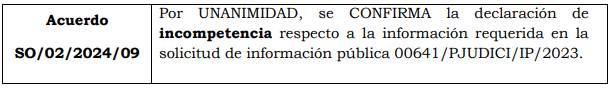 Acuerdo
SO/02/2024/09
Por UNANIMIDAD, se CONFIRMA la declaración de
incompetencia respecto a la información requerida en la
solicitud de información pública 00641/PJUDICI/IP/2023.